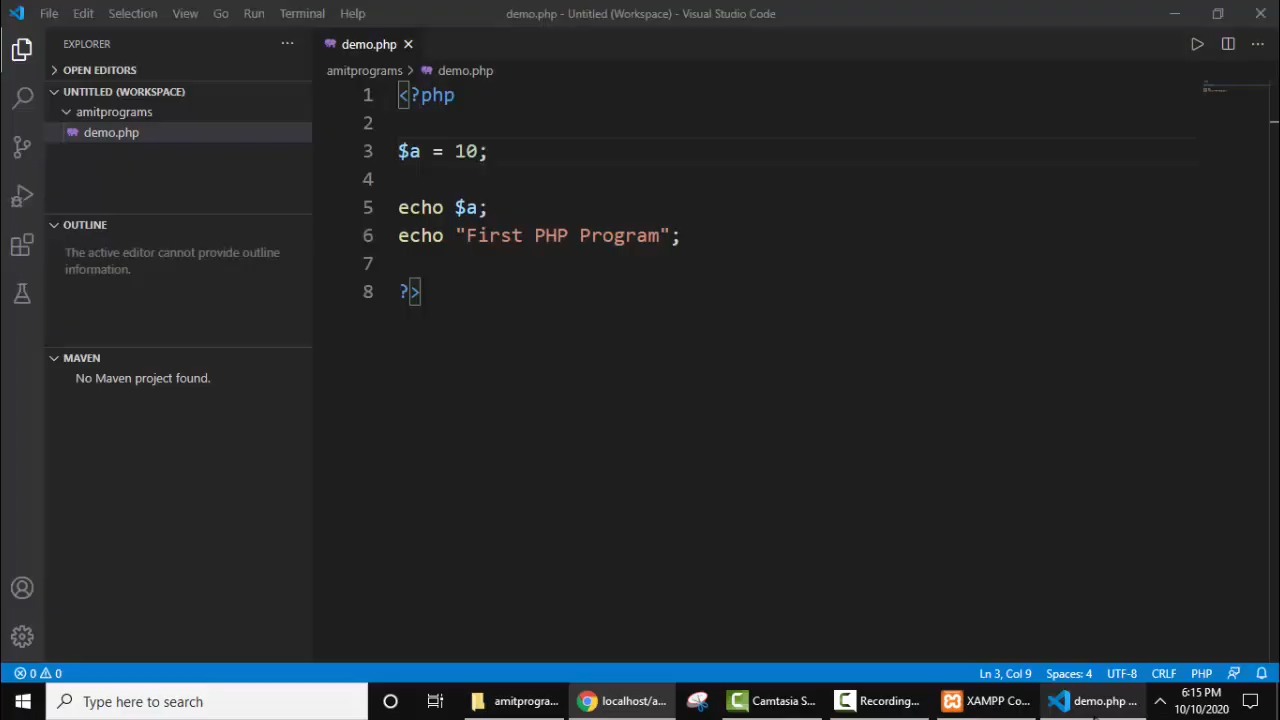 File Edit Selection View Go Run Terminal Help
demo.php - Untitled (Workspace) - Visual Studio Code
EXPLORER
OPEN EDITORS
UNTITLED (WORKSPACE)
amitprograms
demo.php
OUTLINE
The active editor cannot provide outline
information.
MAVEN
No Maven project found.
demo.php
amitprograms demo.php
1 <?php
2
3 $a = 10;
4
5 echo $a;
6 echo "First PHP Program";
7
8 ?>
0 0
Ln 3, Col 9 Spaces: 4 UTF-8 CRLF PHP
Type here to search
amitprogra...
localhost/a...
Camtasia S...
Recording...
XAMPP Co...
demo.php ...
6:15 PM
10/10/2020